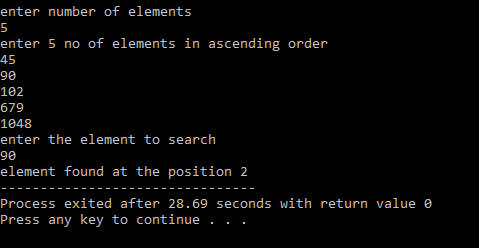 enter number of elements
5
enter 5 no of elements in ascending order
45
90
102
679
1048
enter the element to search
90
element found at the position 2
--------------------------------
Process exited after 28.69 seconds with return value 0
Press any key to continue . . .